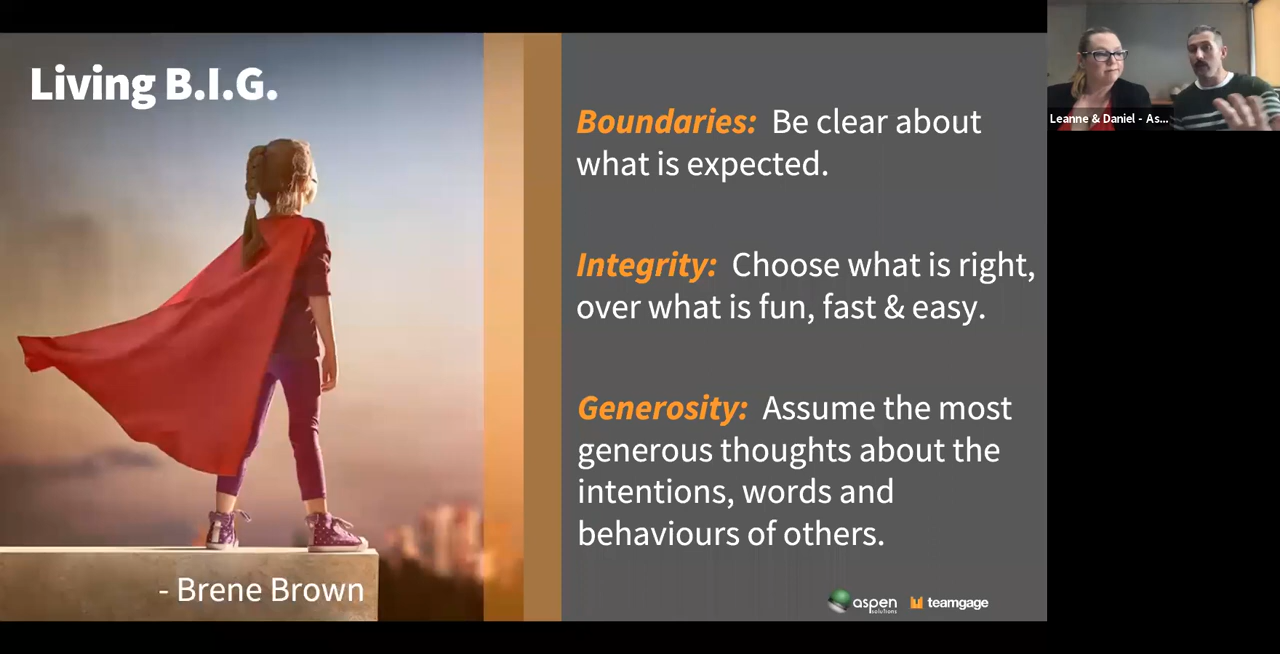 Living B.I.G.
- Brene Brown
Boundaries: Be clear about
what is expected.
Integrity: Choose what is right,
over what is fun, fast & easy.
Generosity: Assume the most
generous thoughts about the
intentions, words and
behaviours of others.
aspen
solutions
teamgage
Leanne & Daniel - As...